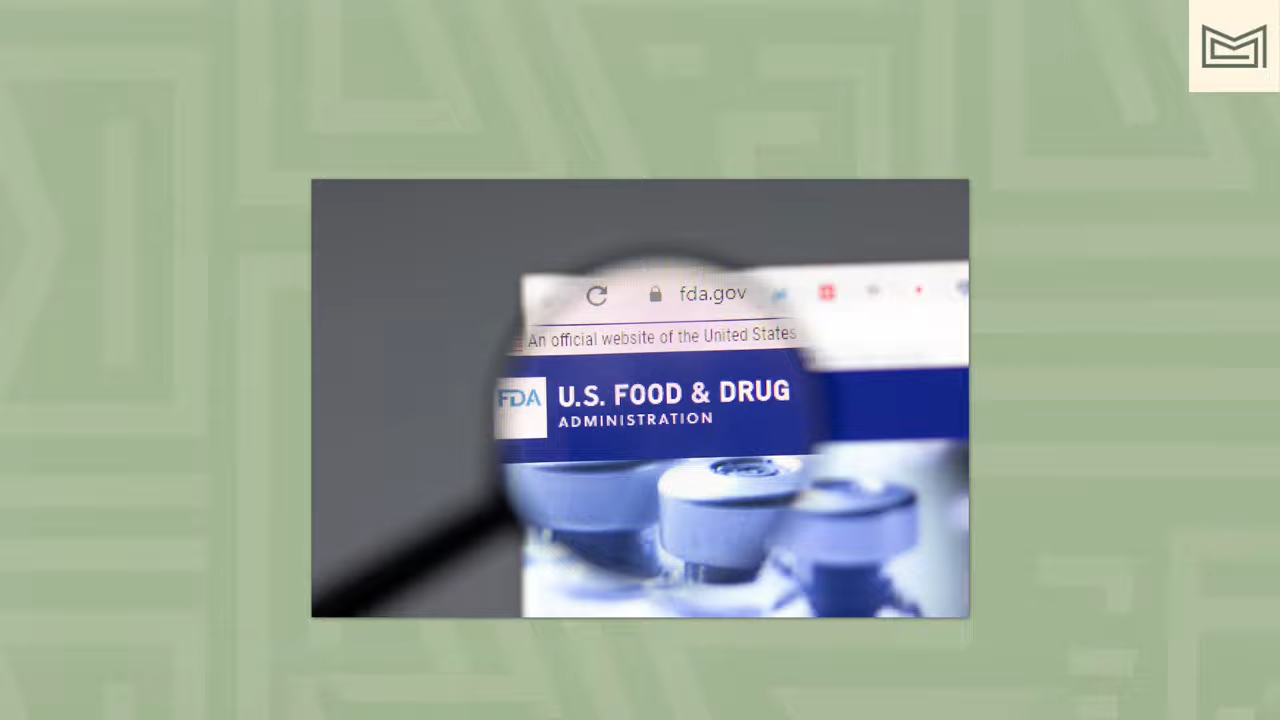 fda.gov
An official website of the United States
FDA
U.S. FOOD & DRUG
ADMINISTRATION